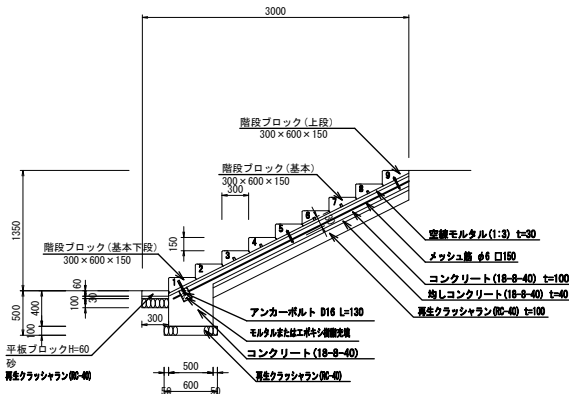 3000
階段ブロック(上段)
300×600×150
階段ブロック(基本)
300×600×150
300
9
8
7
6
5
4
3
2
1
150
1350
階段ブロック(基本下段)
300×600×150
空練モルタル(1:3) t=30
メッシュ筋 φ6 □150
コンクリート(18-8-40) t=100
均しコンクリート(18-8-40) t=40
再生クラッシャラン(RC-40) t=100
60
30
100
500
400
100
300
アンカーボルト D16 L=130
モルタルまたはエポキシ樹脂充填
コンクリート(18-8-40)
再生クラッシャラン(RC-40)
平板ブロックH=60
砂
再生クラッシャラン(RC-40)
500
50
600
50